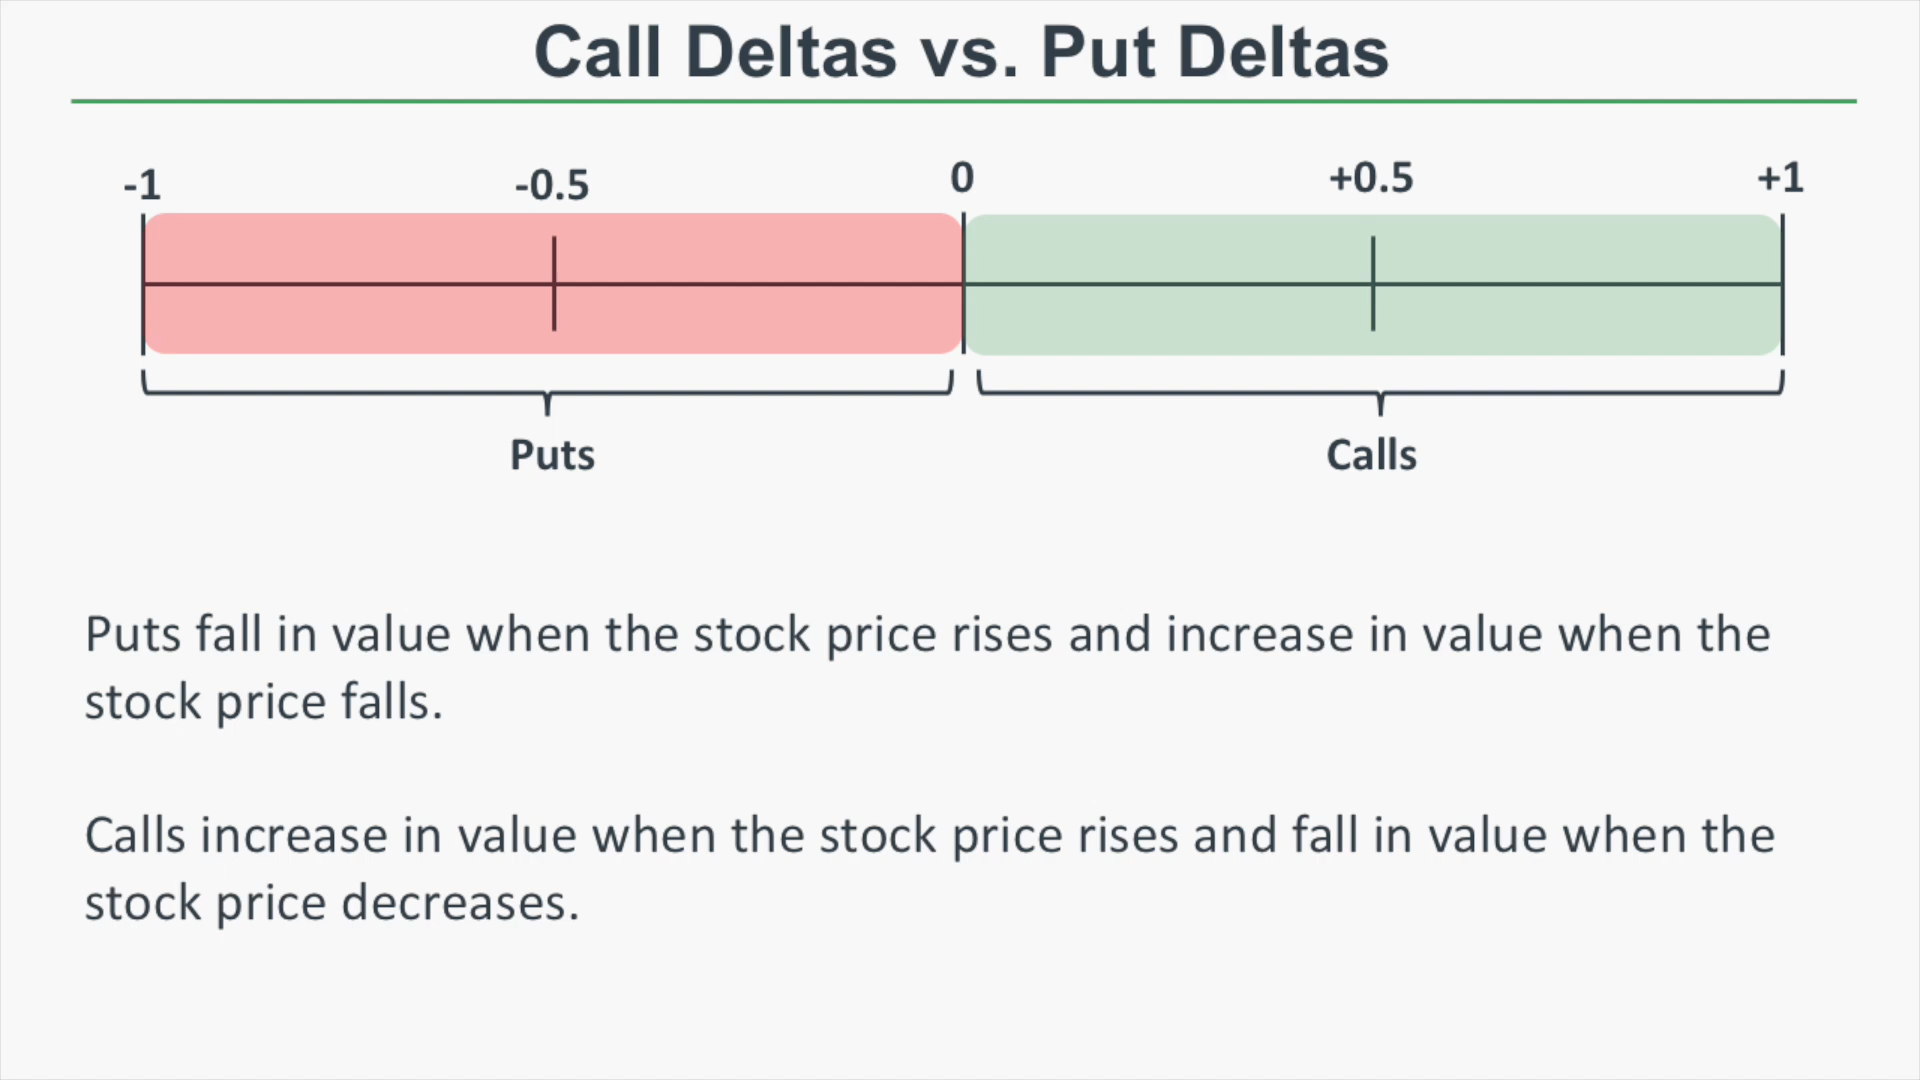 Call Deltas vs. Put Deltas
-1 -0.5 0 +0.5 +1
Puts Calls
Puts fall in value when the stock price rises and increase in value when the
stock price falls.
Calls increase in value when the stock price rises and fall in value when the
stock price decreases.